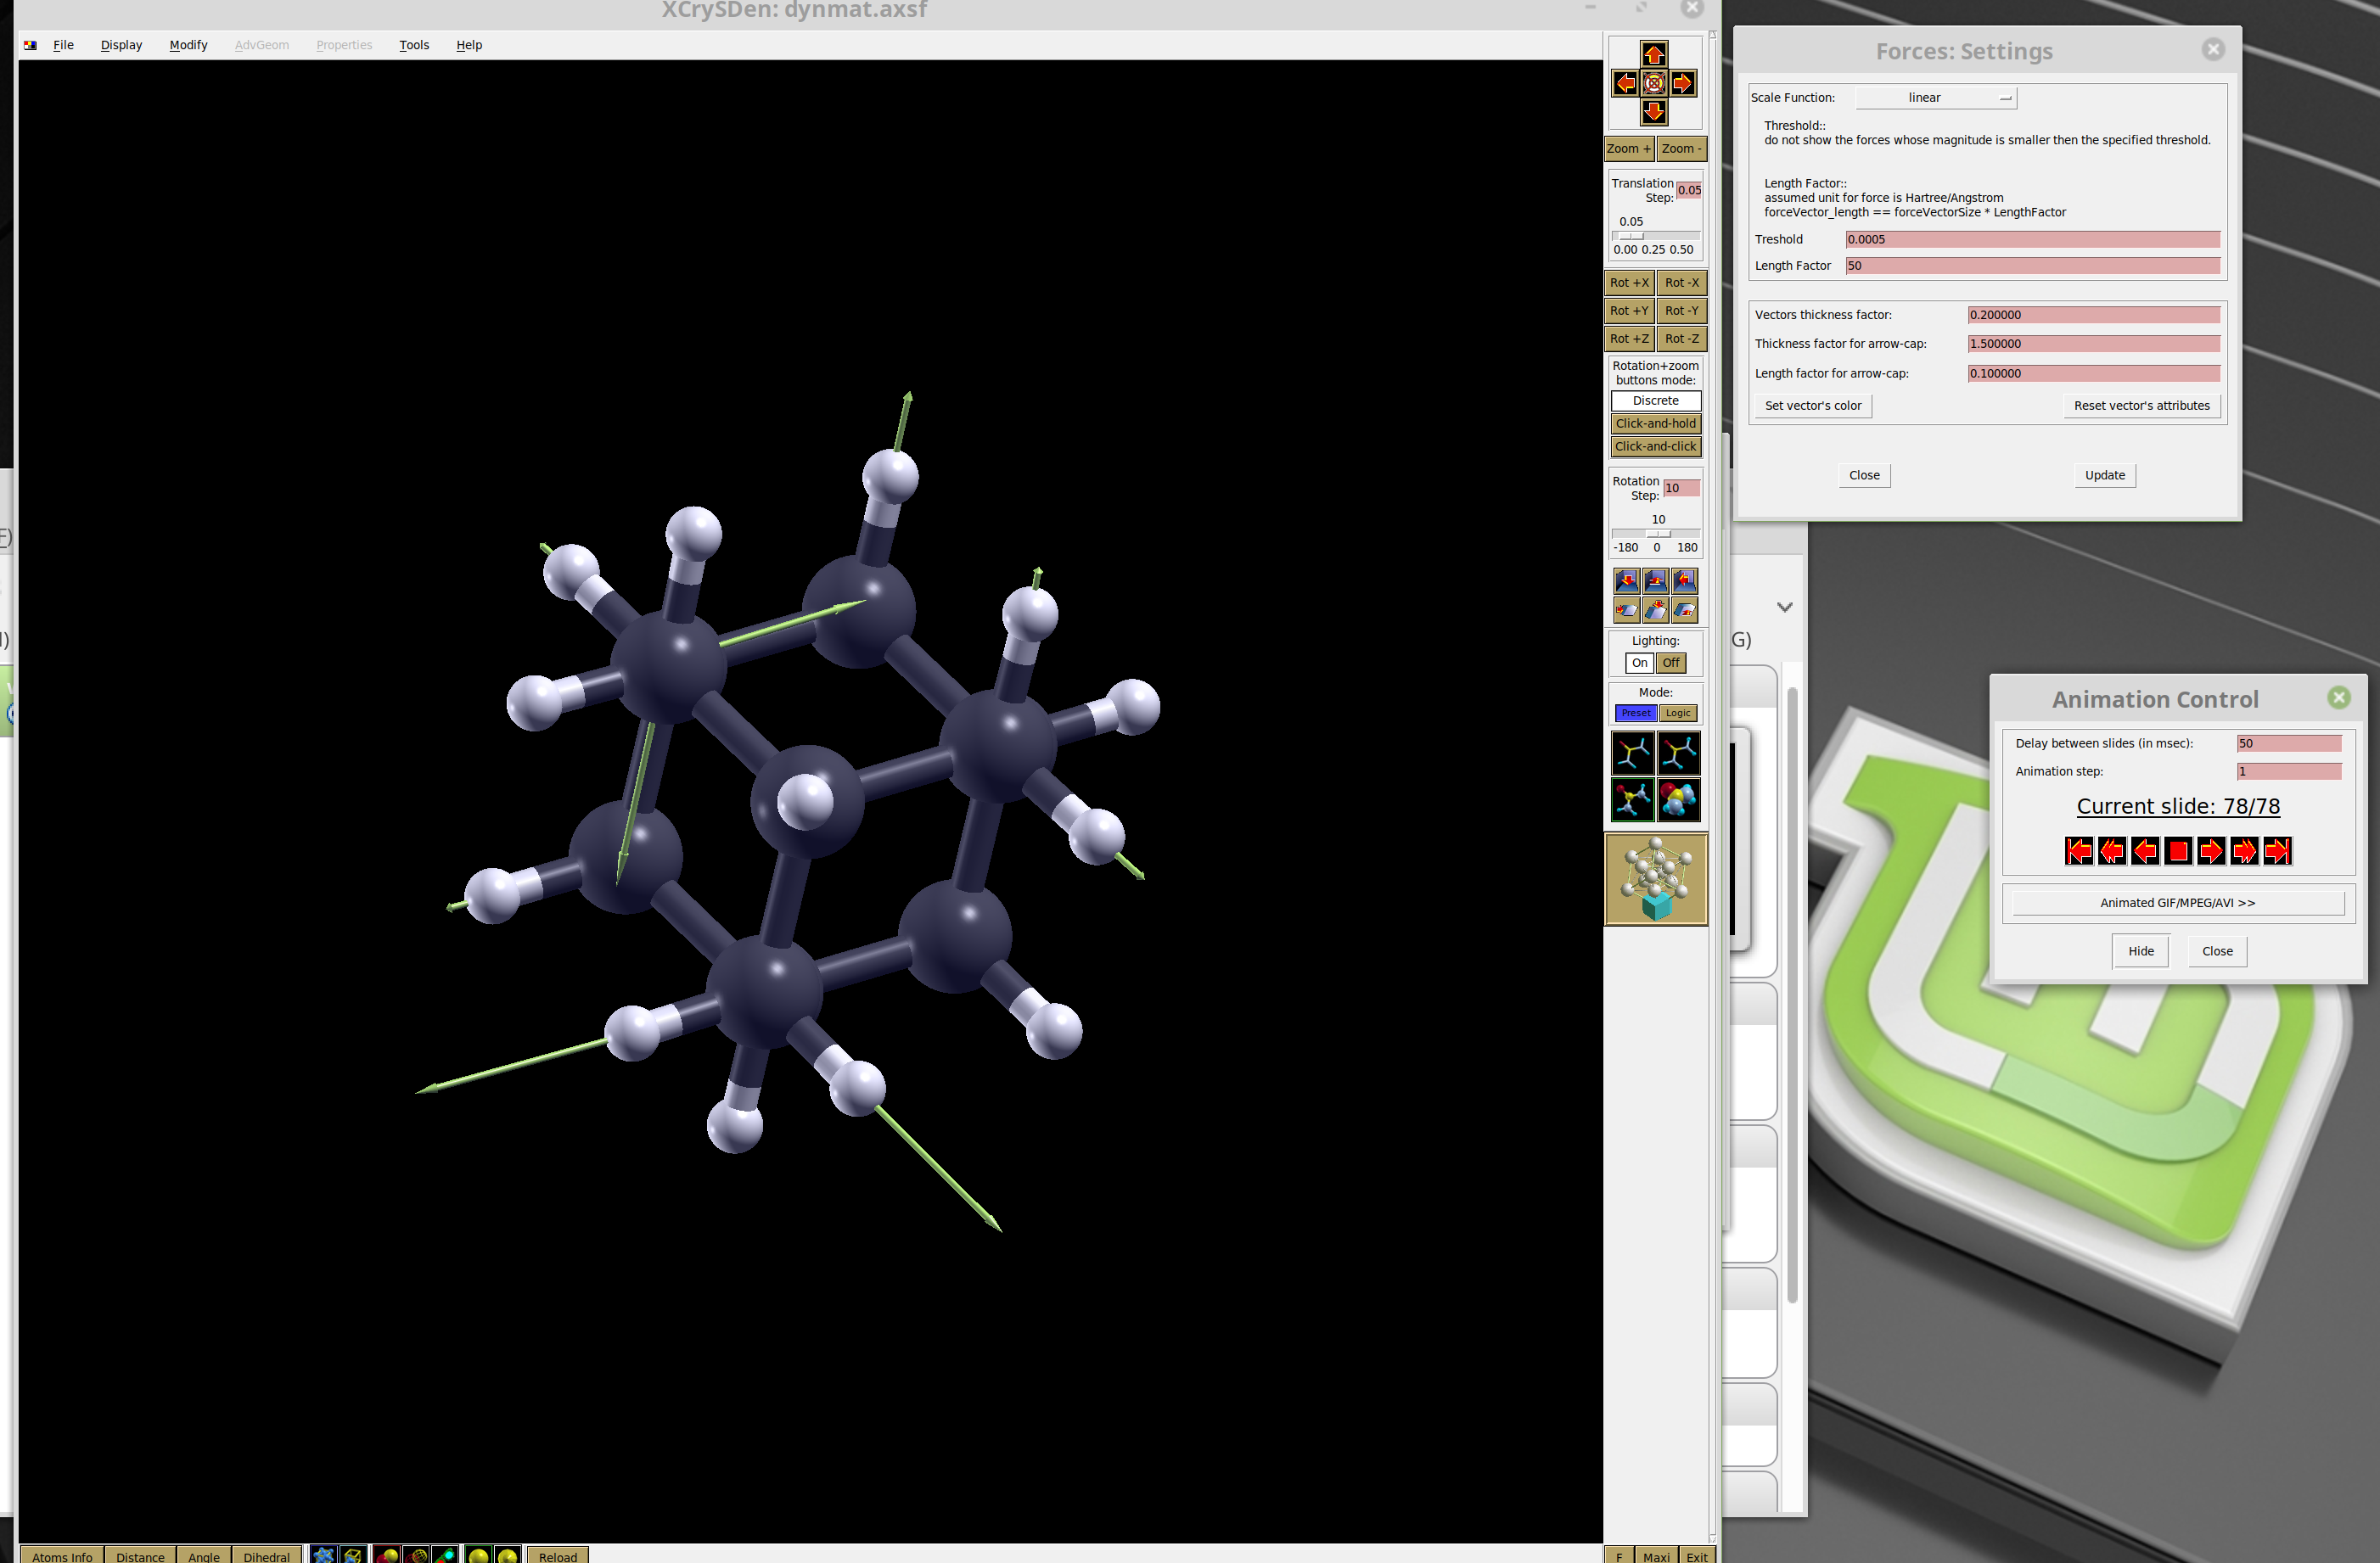 XCrySDen: dynmat.axsf
File Display Modify AdvGeom Properties Tools Help
Zoom + Zoom -
Translation
Step: 0.05
0.05
0.00 0.25 0.50
Rot +X Rot -X
Rot +Y Rot -Y
Rot +Z Rot -Z
Rotation+zoom
buttons mode:
Discrete
Click-and-hold
Click-and-click
Rotation
Step: 10
10
-180 0 180
Lighting:
On Off
Mode:
Preset Logic
Atoms Info Distance Angle Dihedral Reload
F Maxi Exit
Forces: Settings
Scale Function: linear
Threshold::
do not show the forces whose magnitude is smaller then the specified threshold.
Length Factor::
assumed unit for force is Hartree/Angstrom
forceVector_length == forceVectorSize * LengthFactor
Treshold 0.0005
Length Factor 50
Vectors thickness factor: 0.200000
Thickness factor for arrow-cap: 1.500000
Length factor for arrow-cap: 0.100000
Set vector's color Reset vector's attributes
Close Update
G)
Animation Control
Delay between slides (in msec): 50
Animation step: 1
Current slide: 78/78
Animated GIF/MPEG/AVI >>
Hide Close